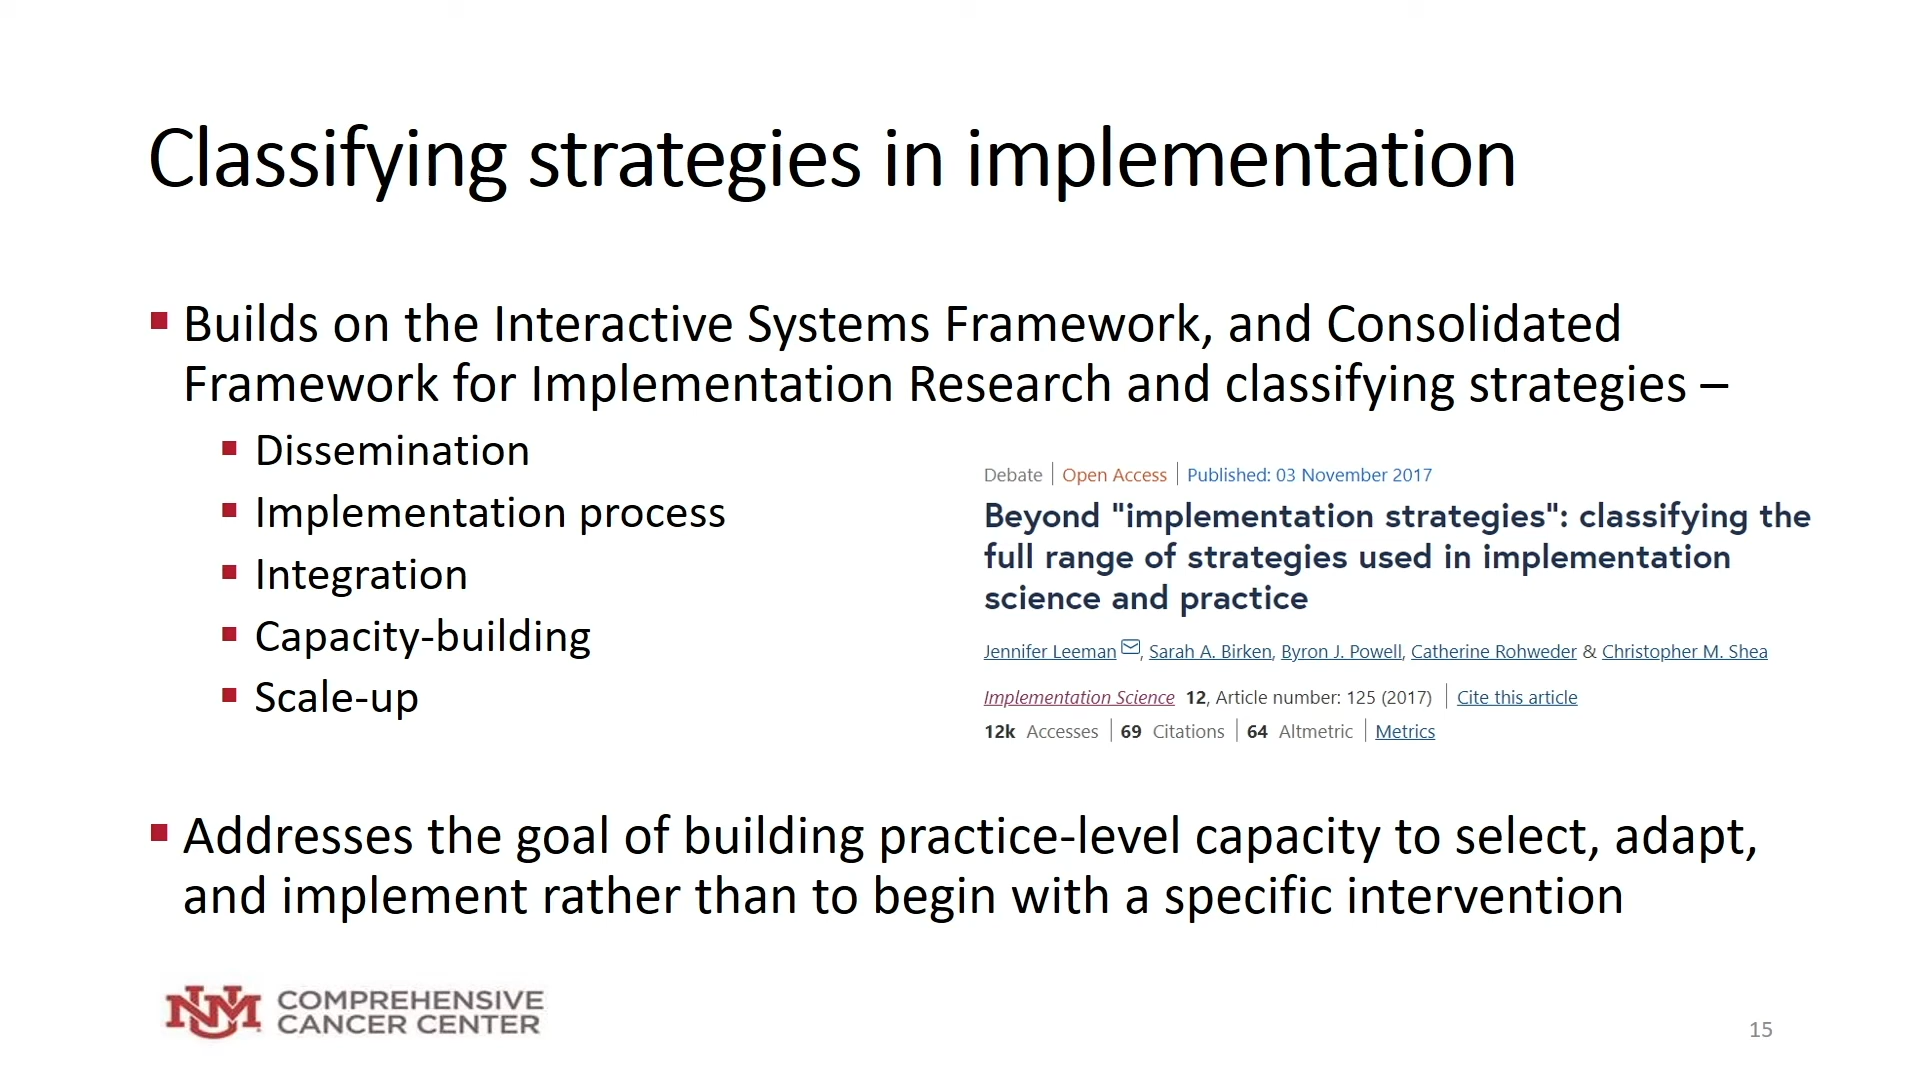 Classifying strategies in implementation
Builds on the Interactive Systems Framework, and Consolidated
Framework for Implementation Research and classifying strategies –
Dissemination
Implementation process
Integration
Capacity-building
Scale-up
Debate | Open Access | Published: 03 November 2017
Beyond "implementation strategies": classifying the
full range of strategies used in implementation
science and practice
Jennifer Leeman, Sarah A. Birken, Byron J. Powell, Catherine Rohweder & Christopher M. Shea
Implementation Science 12, Article number: 125 (2017) | Cite this article
12k Accesses | 69 Citations | 64 Altmetric | Metrics
Addresses the goal of building practice-level capacity to select, adapt,
and implement rather than to begin with a specific intervention
UNM
COMPREHENSIVE
CANCER CENTER
15